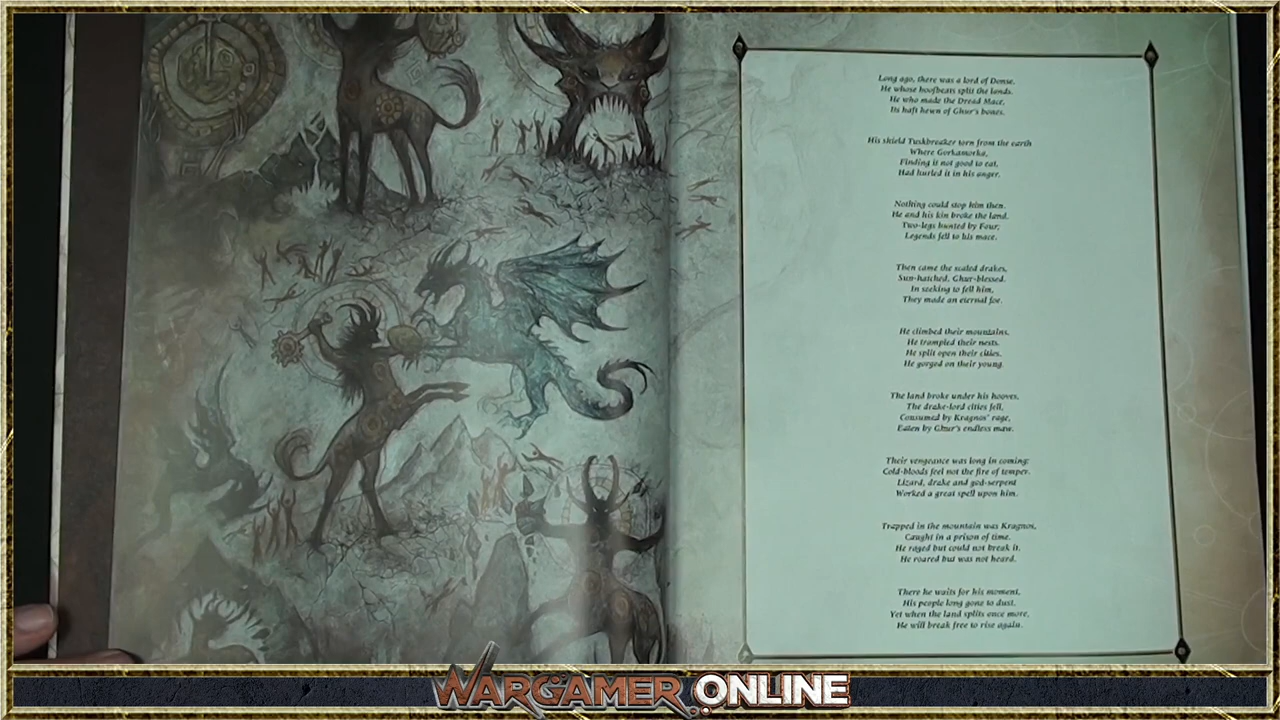 Long ago, there was a lord of Donse.
He whose hoofbeats split the lands.
He who made the Dread Mace,
Its haft hewn of Ghur's bones.
His shield Tuskbreaker torn from the earth
Where Gorkamorka,
Finding it not good to eat,
Had hurled it in his anger.
Nothing could stop him then.
He and his kin broke the land.
Two-legs hunted by Four;
Legends fell to his mace.
Then came the scaled drakes,
Sun-hatched, Ghur-blessed.
In seeking to fell him,
They made an eternal foe.
He climbed their mountains.
He trampled their nests.
He split open their cities.
He gorged on their young.
The land broke under his hooves,
The drake-lord cities fell,
Consumed by Kragnos' rage,
Eaten by Ghur's endless maw.
Their vengeance was long in coming:
Cold-bloods feel not the fire of temper.
Lizard, drake and god-serpent
Worked a great spell upon him.
Trapped in the mountain was Kragnos,
Caught in a prison of time.
He raged but could not break it.
He roared but was not heard.
There he waits for his moment,
His people long gone to dust.
Yet when the land splits once more,
He will break free to rise again.
WARGAMER ONLINE